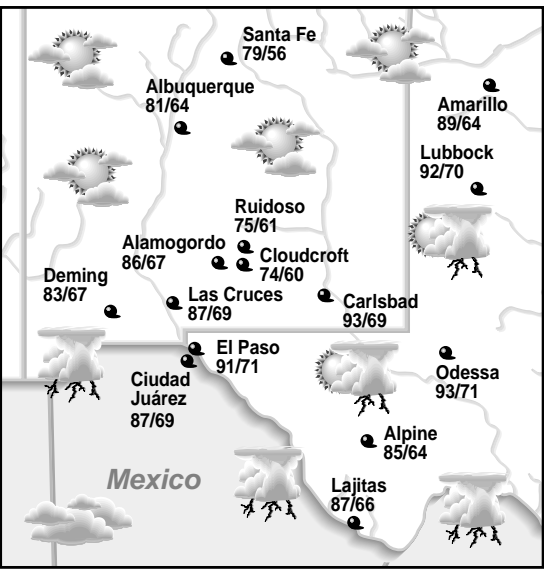 Santa Fe
79/56
Albuquerque
81/64
Amarillo
89/64
Lubbock
92/70
Ruidoso
75/61
Alamogordo
86/67
Cloudcroft
74/60
Deming
83/67
Las Cruces
87/69
Carlsbad
93/69
El Paso
91/71
Ciudad
Juárez
87/69
Odessa
93/71
Alpine
85/64
Mexico
Lajitas
87/66